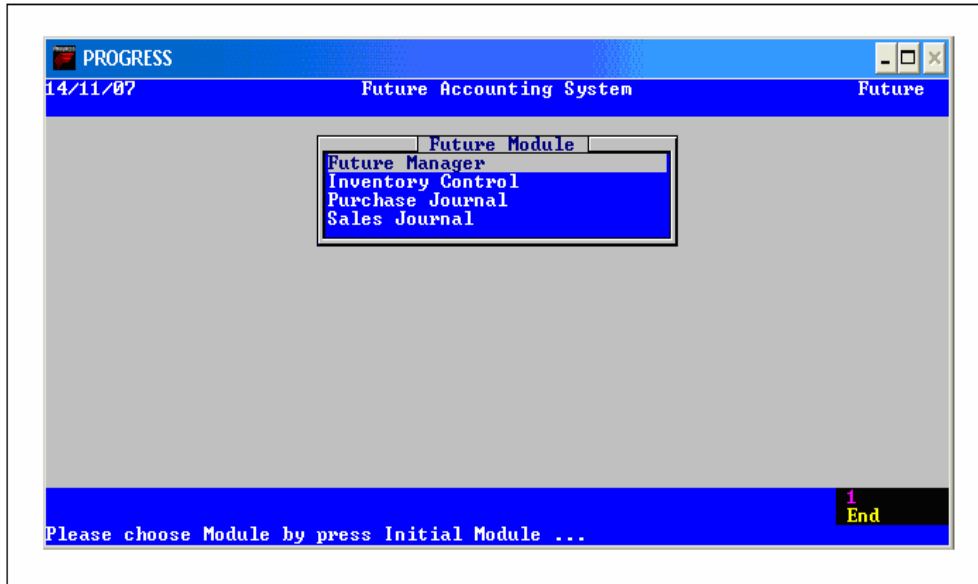 PROGRESS
14/11/07 Future Accounting System Future
Future Module
Future Manager
Inventory Control
Purchase Journal
Sales Journal
1
End
Please choose Module by press Initial Module ...